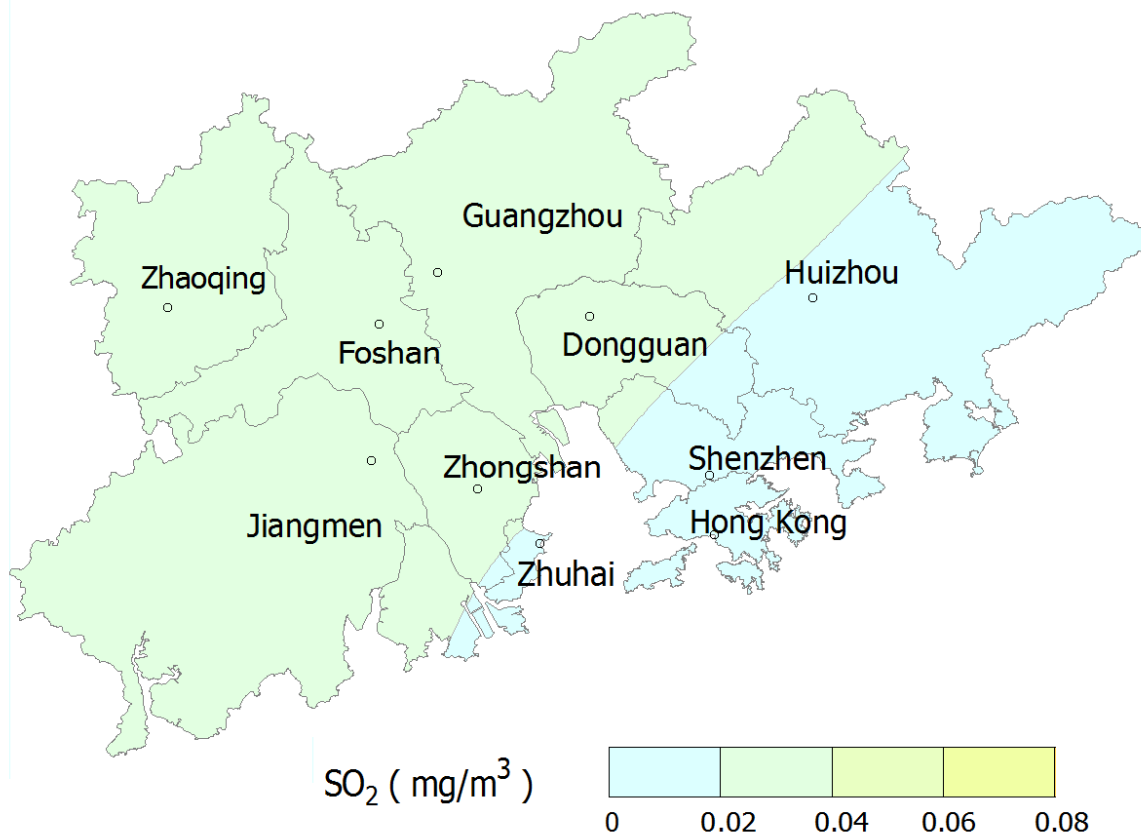 Guangzhou
Zhaoqing
Huizhou
Foshan
Dongguan
Zhongshan
Shenzhen
Jiangmen
Hong Kong
Zhuhai
SO₂ ( mg/m³ )
0 0.02 0.04 0.06 0.08